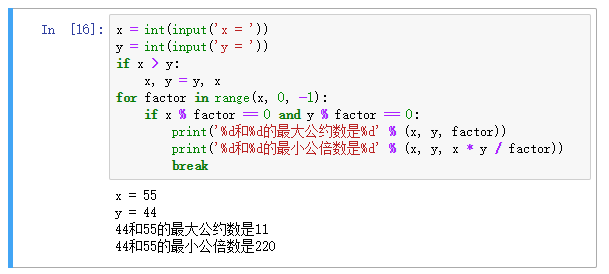 In [16]:
x = int(input('x = '))
y = int(input('y = '))
if x > y:
    x, y = y, x
for factor in range(x, 0, -1):
    if x % factor == 0 and y % factor == 0:
        print('%d和%d的最大公约数是%d' % (x, y, factor))
        print('%d和%d的最小公倍数是%d' % (x, y, x * y / factor))
        break
x = 55
y = 44
44和55的最大公约数是11
44和55的最小公倍数是220